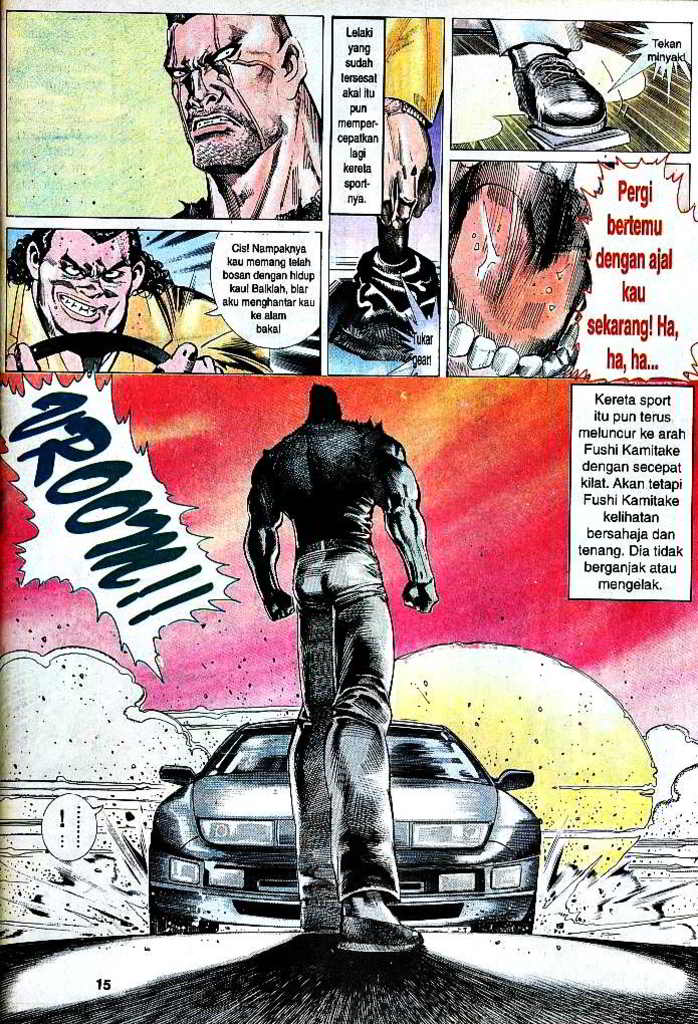 Lelaki
yang
sudah
tersesat
akal itu
pun
memper-
cepatkan
lagi
kereta
sport-
nya.
Tekan
minyak!
Cis! Nampaknya
kau memang telah
bosan dengan hidup
kau! Baiklah, biar
aku menghantar kau
ke alam
baka!
Tukar
gear!
Pergi
bertemu
dengan ajal
kau
sekarang! Ha,
ha, ha...
VROOM!!
Kereta sport
itu pun terus
meluncur ke arah
Fushi Kamitake
dengan secepat
kilat. Akan tetapi
Fushi Kamitake
kelihatan
bersahaja dan
tenang. Dia tidak
berganjak atau
mengelak.
!...
15